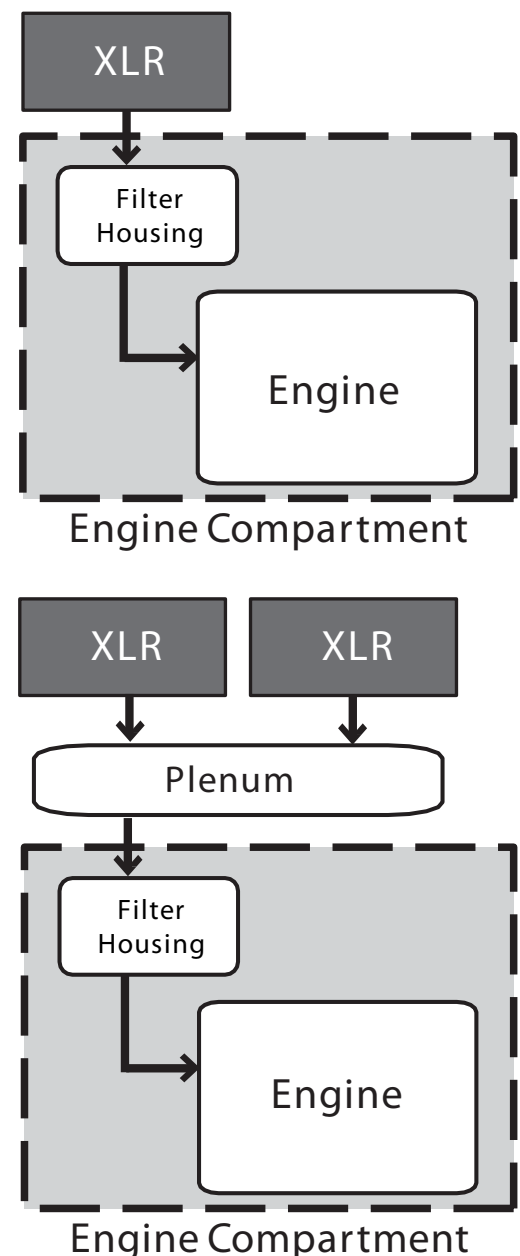 XLR
Filter
Housing
Engine
Engine Compartment
XLR XLR
Plenum
Filter
Housing
Engine
Engine Compartment